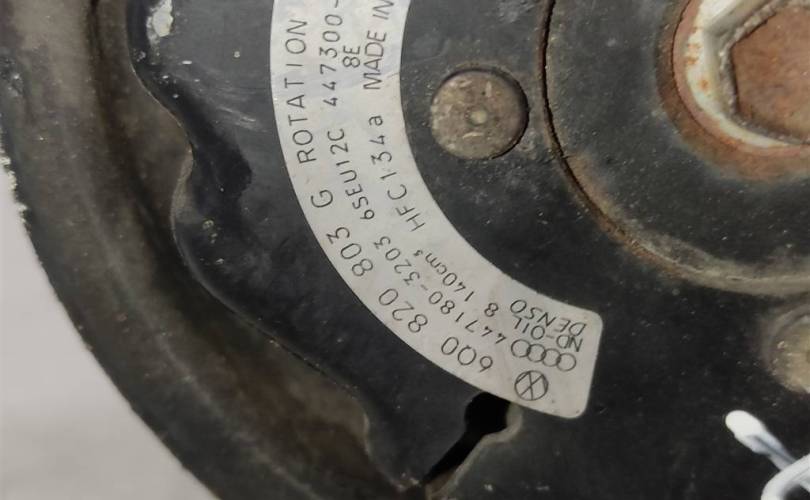 6Q0 820 803 G ROTATION
447180-3203 6SEU12C 447300-
8E
ND-OIL 8 140cm³ HFC134a MADE IN
DENSO